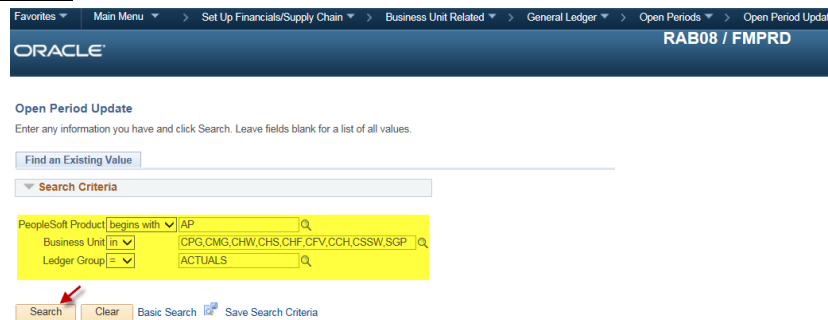 Favorites Main Menu > Set Up Financials/Supply Chain > Business Unit Related > General Ledger > Open Periods > Open Period Updat
ORACLE RAB08 / FMPRD
Open Period Update
Enter any information you have and click Search. Leave fields blank for a list of all values.
Find an Existing Value
Search Criteria
PeopleSoft Product begins with AP
Business Unit in CPG,CMG,CHW,CHS,CHF,CFV,CCH,CSSW,SGP
Ledger Group = ACTUALS
Search Clear Basic Search Save Search Criteria